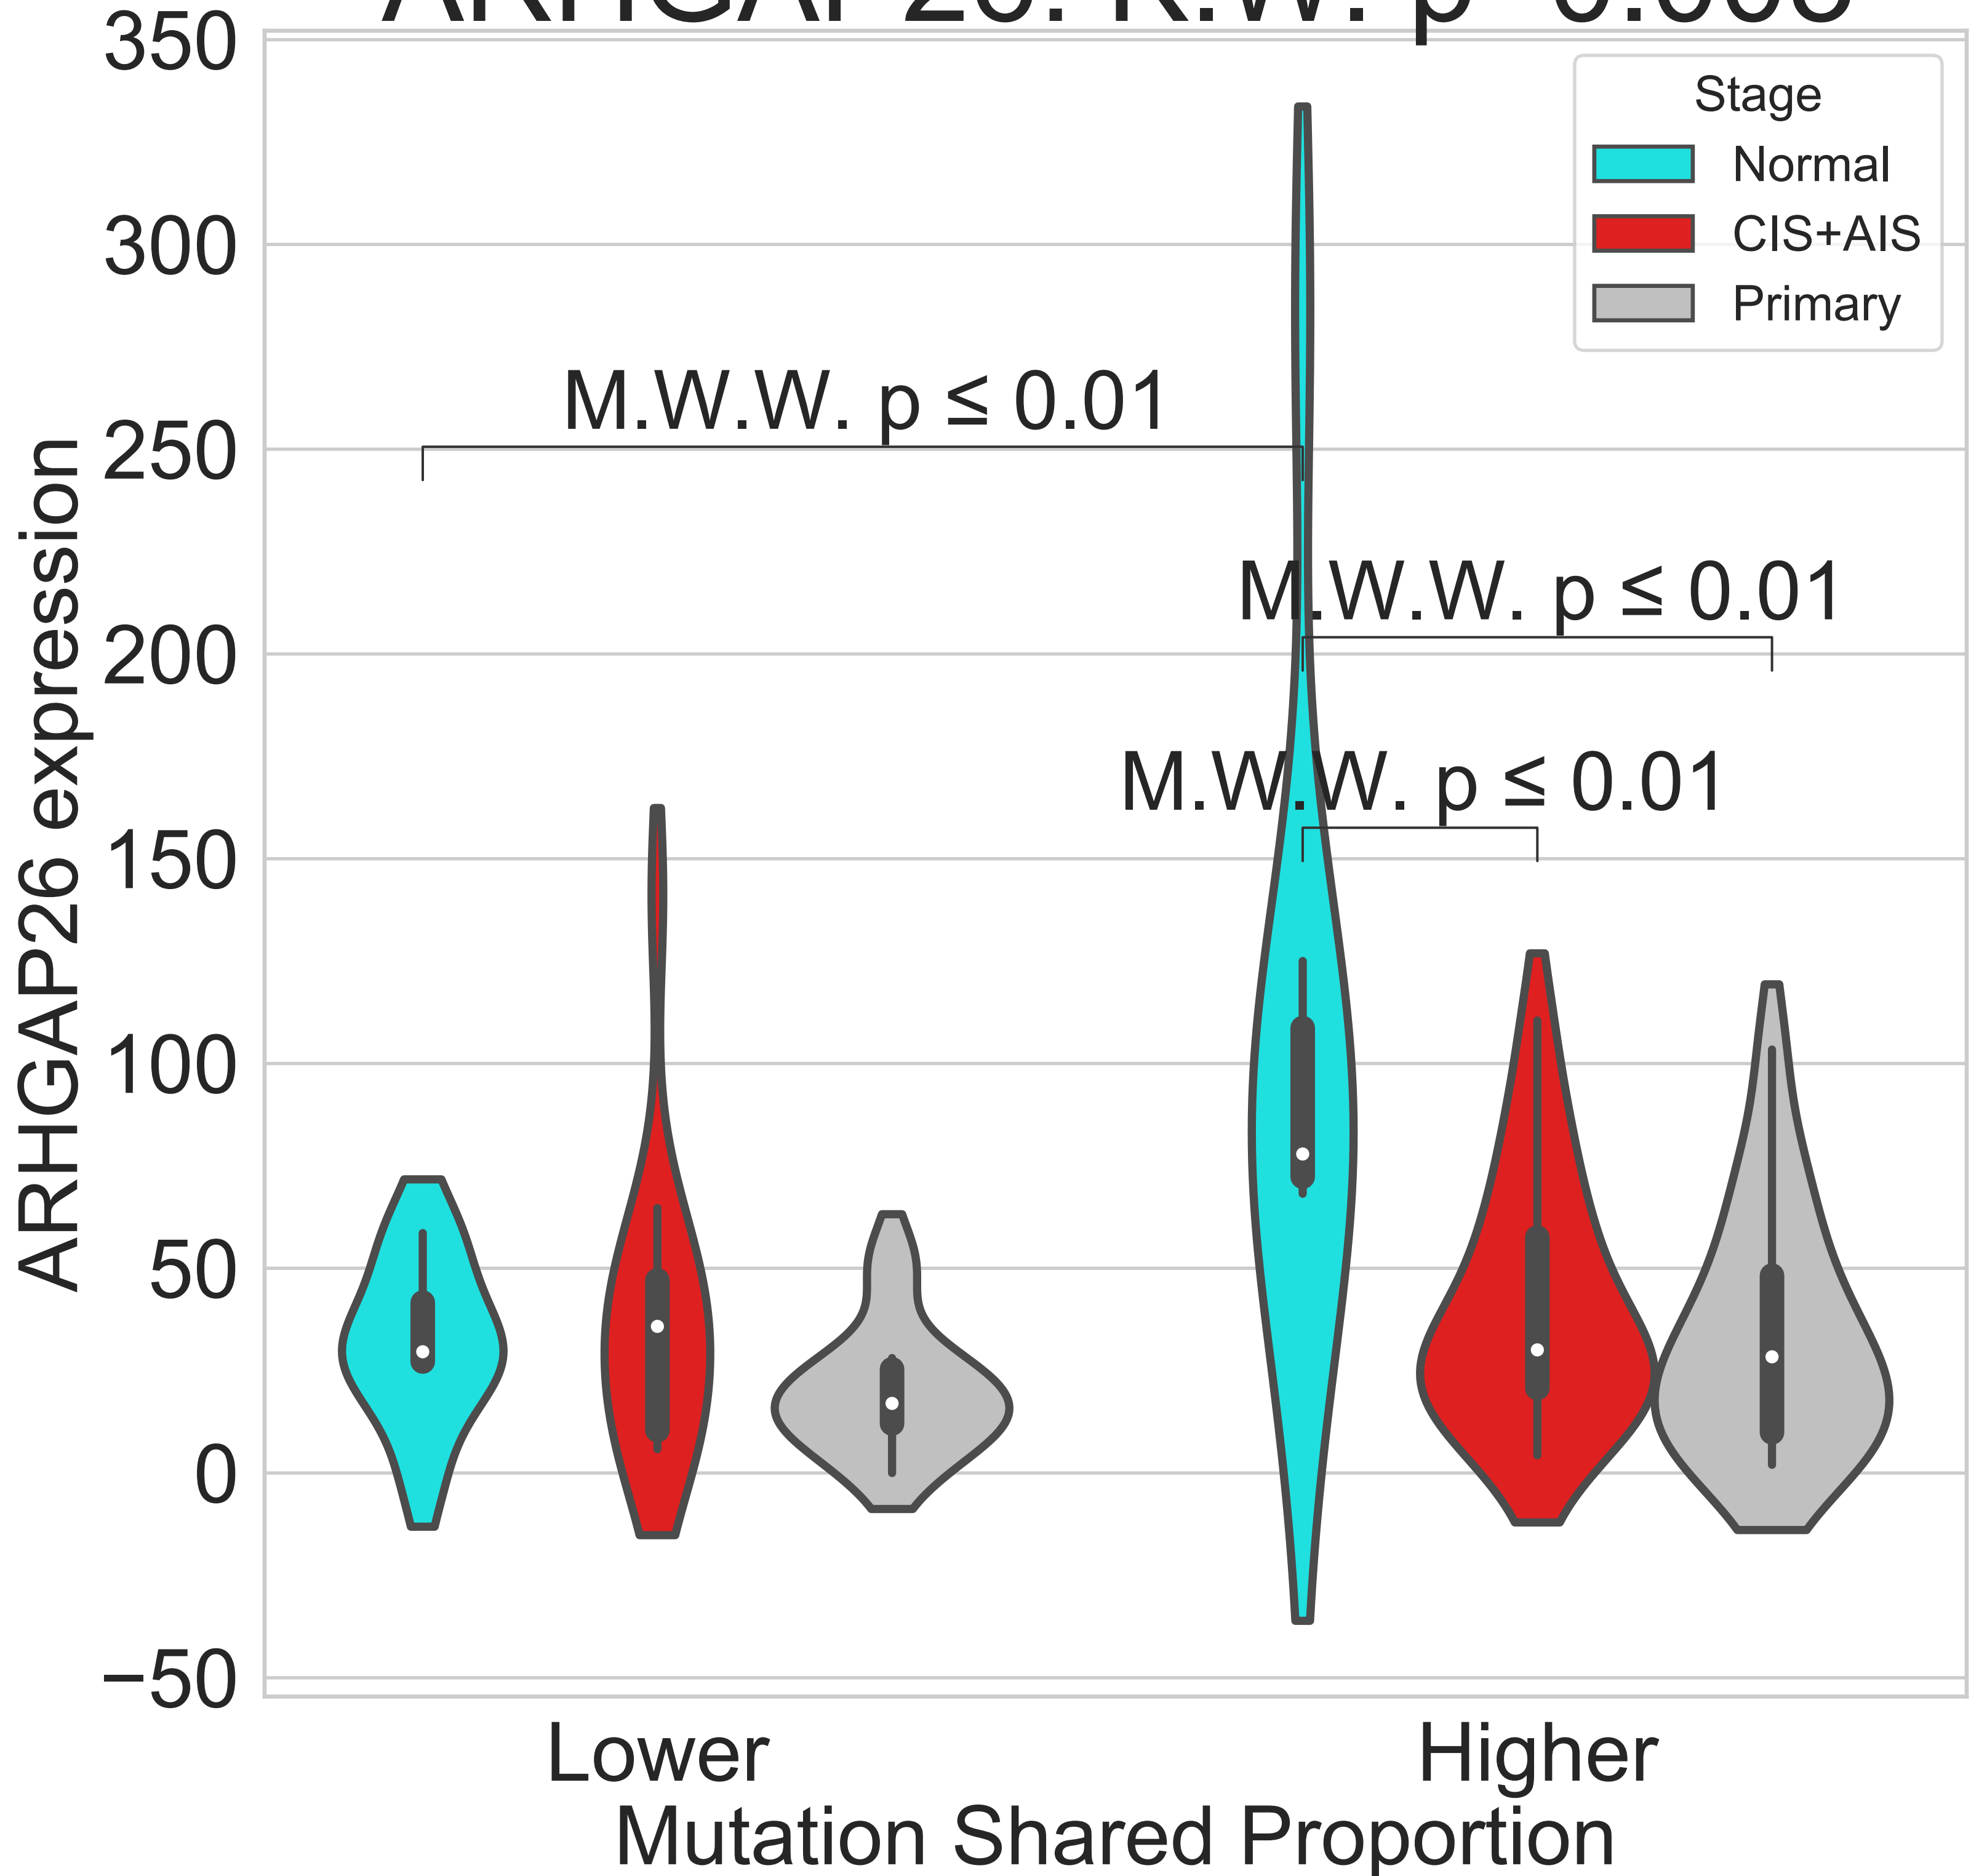 350
300
250
200
150
100
50
0
−50
ARHGAP26 expression
Stage
Normal
CIS+AIS
Primary
M.W.W. p ≤ 0.01
M.W.W. p ≤ 0.01
M.W.W. p ≤ 0.01
Lower
Higher
Mutation Shared Proportion